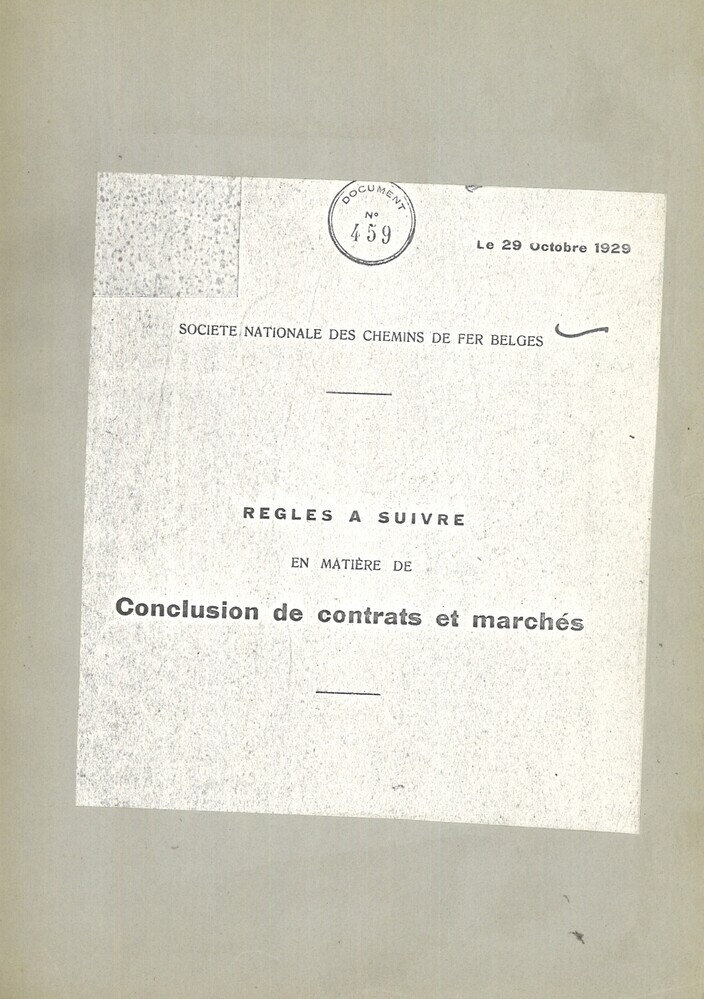 DOCUMENT
N°
459
Le 29 Octobre 1929
SOCIETE NATIONALE DES CHEMINS DE FER BELGES
REGLES A SUIVRE
EN MATIÈRE DE
Conclusion de contrats et marchés